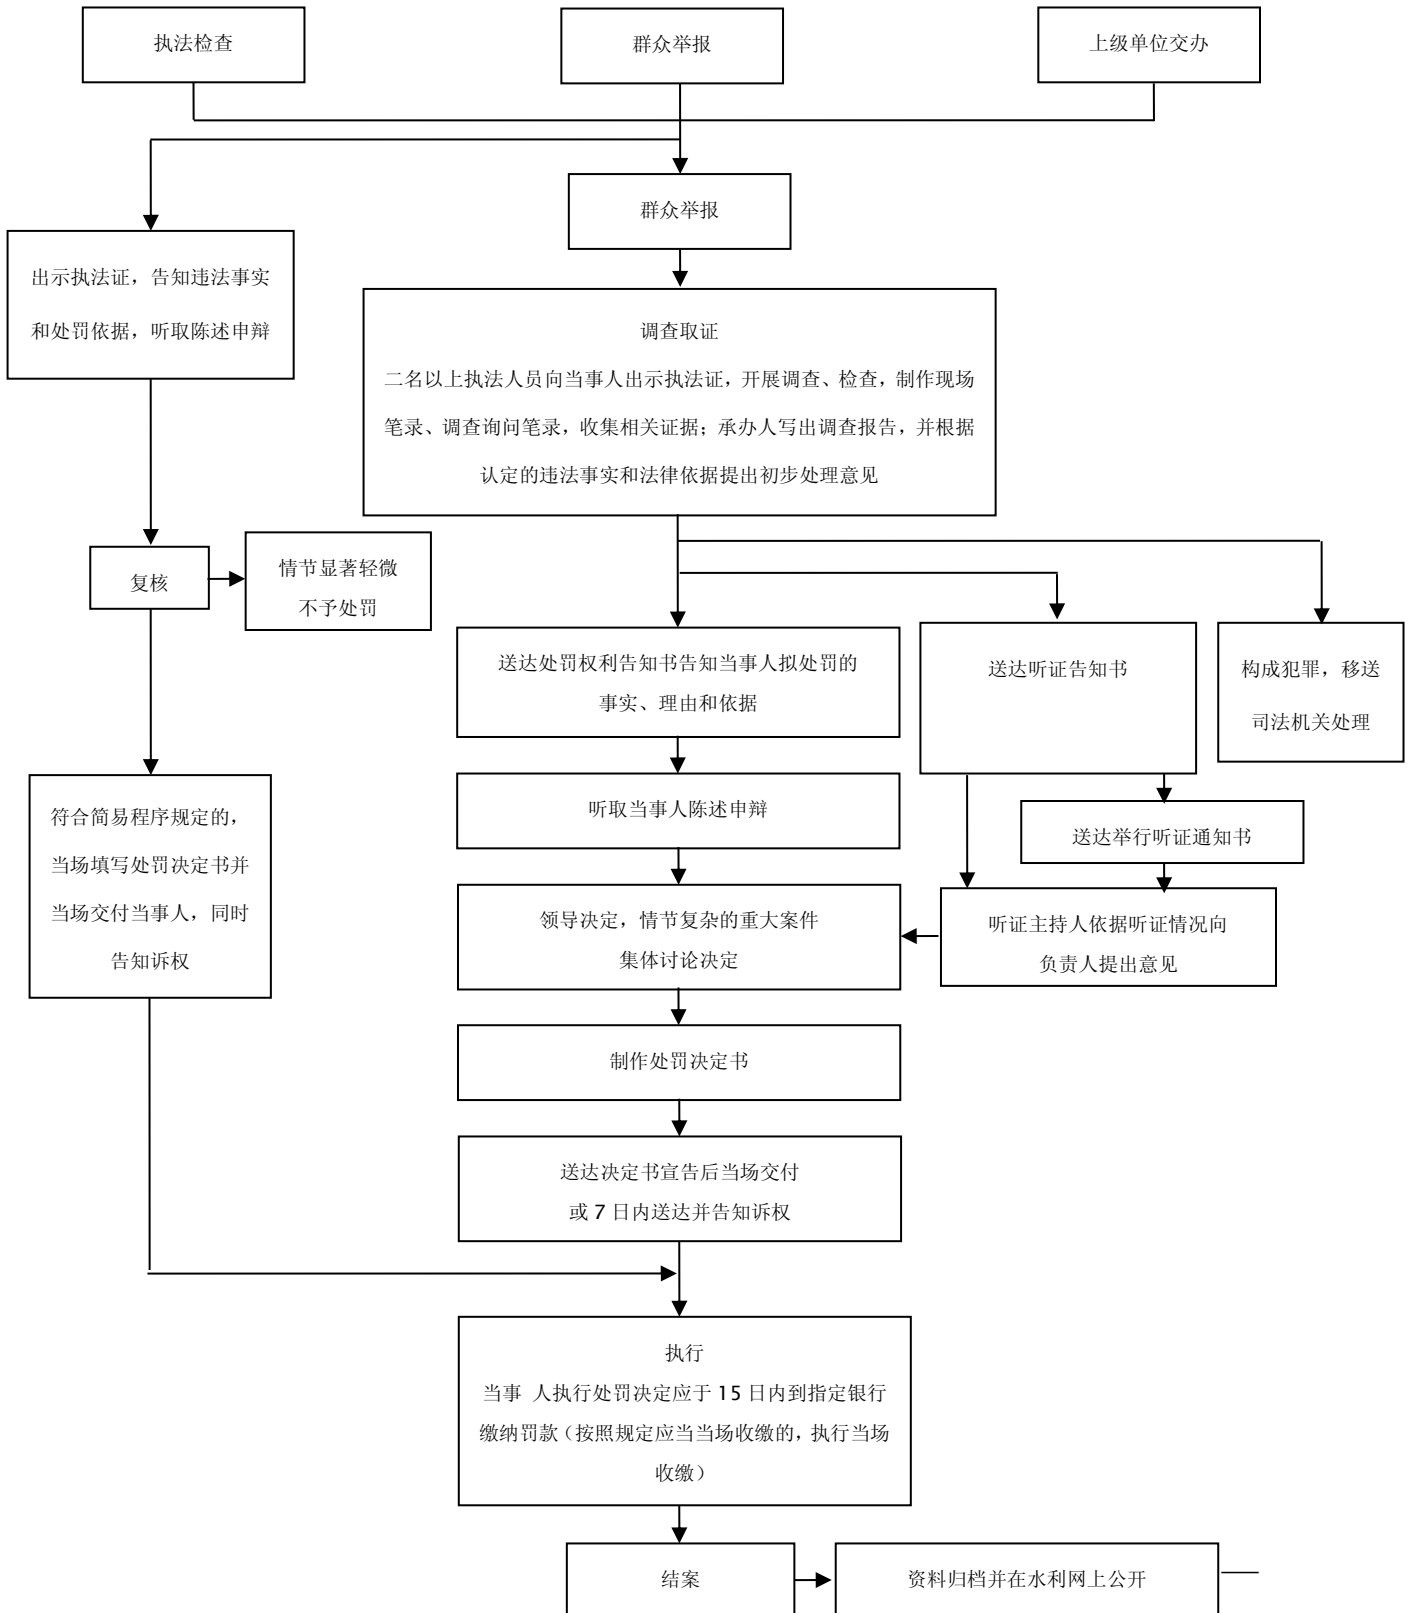 执法检查
群众举报
上级单位交办
群众举报
出示执法证，告知违法事实
和处罚依据，听取陈述申辩
调查取证
二名以上执法人员向当事人出示执法证，开展调查、检查，制作现场
笔录、调查询问笔录，收集相关证据；承办人写出调查报告，并根据
认定的违法事实和法律依据提出初步处理意见
复核
情节显著轻微
不予处罚
送达处罚权利告知书告知当事人拟处罚的
事实、理由和依据
送达听证告知书
构成犯罪，移送
司法机关处理
符合简易程序规定的，
当场填写处罚决定书并
当场交付当事人，同时
告知诉权
听取当事人陈述申辩
送达举行听证通知书
领导决定，情节复杂的重大案件
集体讨论决定
听证主持人依据听证情况向
负责人提出意见
制作处罚决定书
送达决定书宣告后当场交付
或 7 日内送达并告知诉权
执行
当事 人执行处罚决定应于 15 日内到指定银行
缴纳罚款（按照规定应当当场收缴的，执行当场
收缴）
结案
资料归档并在水利网上公开